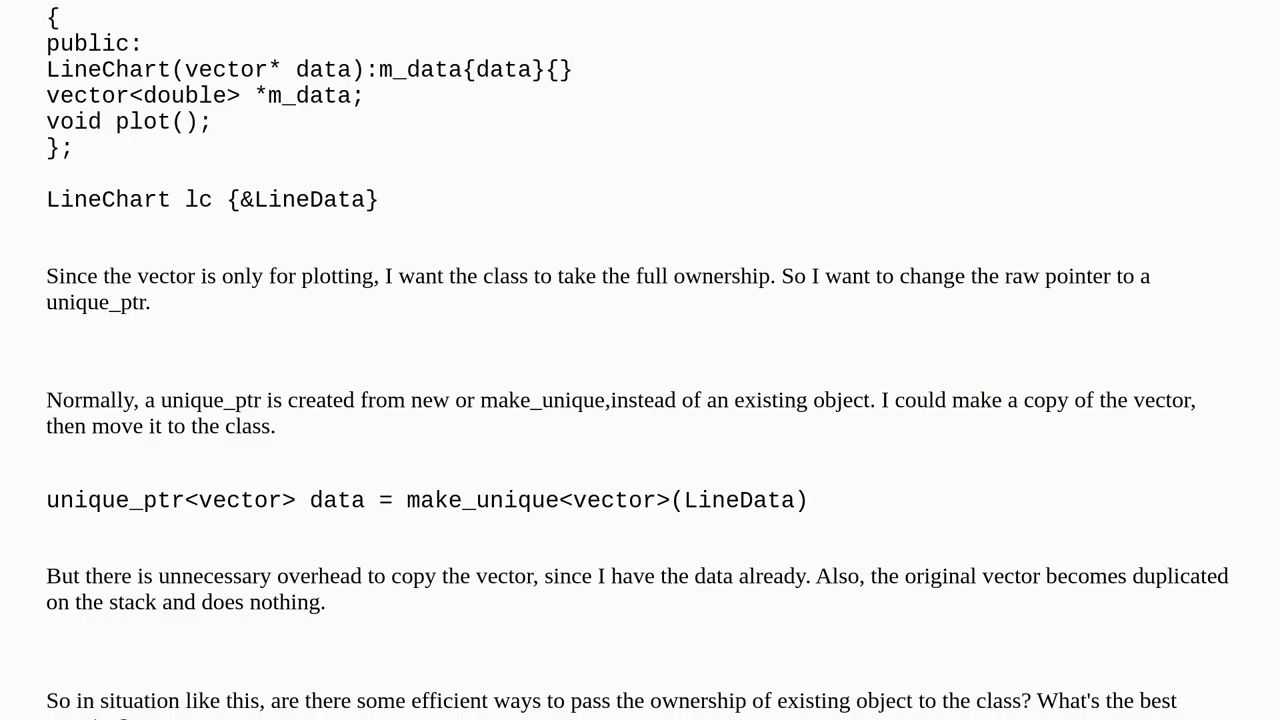 {
public:
LineChart(vector* data):m_data{data}{}
vector<double> *m_data;
void plot();
};
LineChart lc {&LineData}
Since the vector is only for plotting, I want the class to take the full ownership. So I want to change the raw pointer to a
unique_ptr.
Normally, a unique_ptr is created from new or make_unique,instead of an existing object. I could make a copy of the vector,
then move it to the class.
unique_ptr<vector> data = make_unique<vector>(LineData)
But there is unnecessary overhead to copy the vector, since I have the data already. Also, the original vector becomes duplicated
on the stack and does nothing.
So in situation like this, are there some efficient ways to pass the ownership of existing object to the class? What's the best